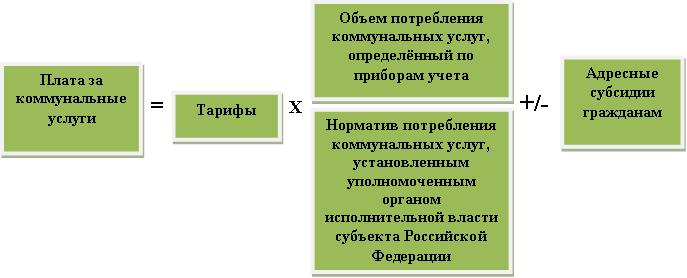 Плата за
коммунальные
услуги
=
Тарифы
х
Объем потребления
коммунальных услуг,
определённый по
приборам учета
Норматив потребления
коммунальных услуг,
установленным
уполномоченным
органом
исполнительной власти
субъекта Российской
Федерации
+/-
Адресные
субсидии
гражданам